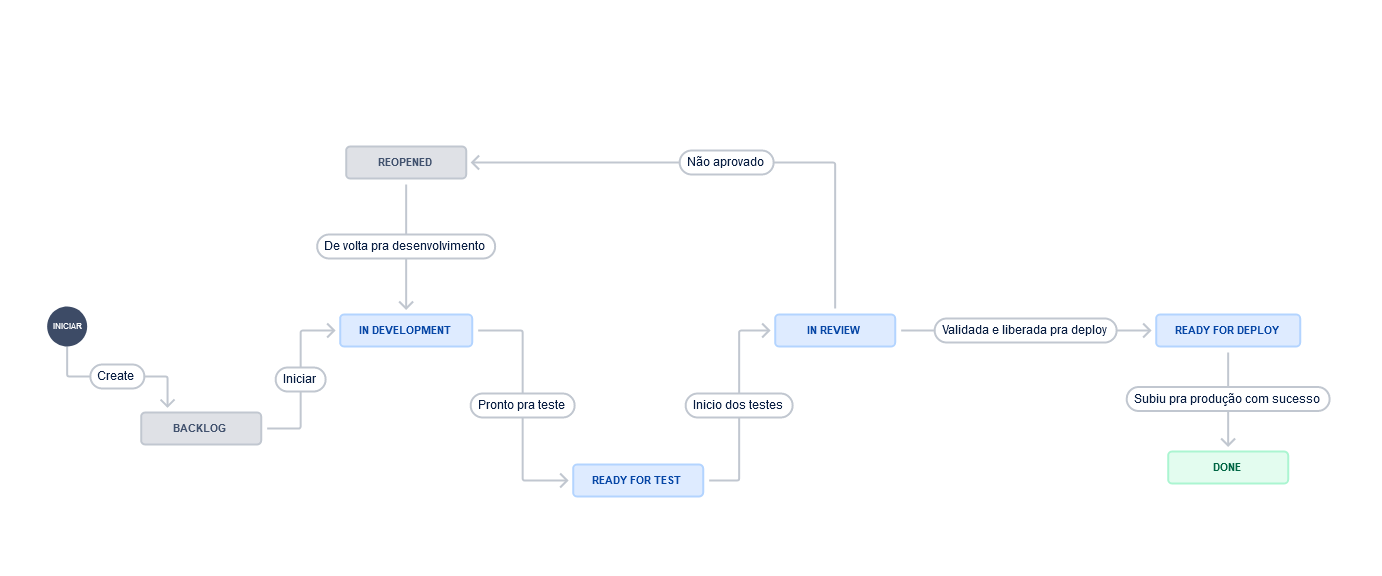 REOPENED
Não aprovado
De volta pra desenvolvimento
INICIAR
IN DEVELOPMENT
IN REVIEW
Validada e liberada pra deploy
READY FOR DEPLOY
Create
Iniciar
Pronto pra teste
Inicio dos testes
Subiu pra produção com sucesso
BACKLOG
READY FOR TEST
DONE